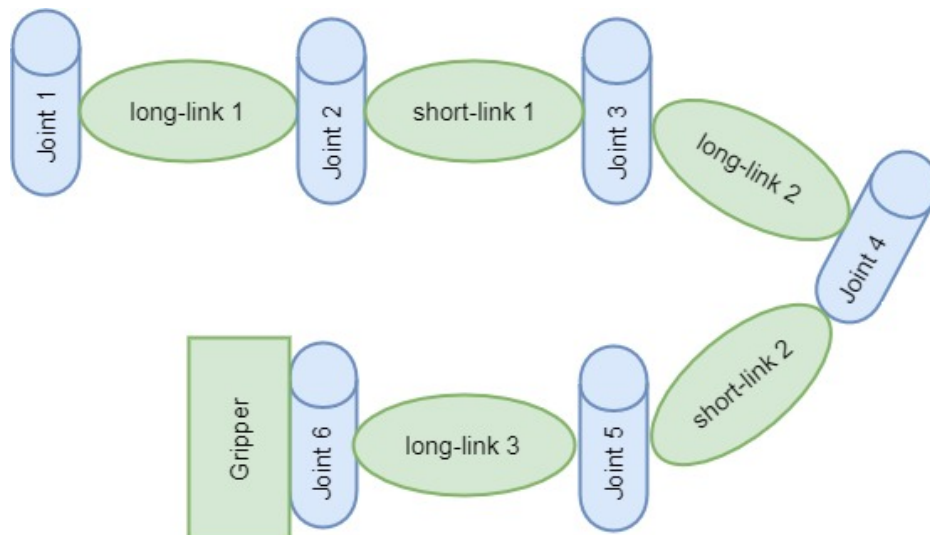 Joint 1
long-link 1
Joint 2
short-link 1
Joint 3
long-link 2
Joint 4
short-link 2
Joint 5
long-link 3
Joint 6
Gripper